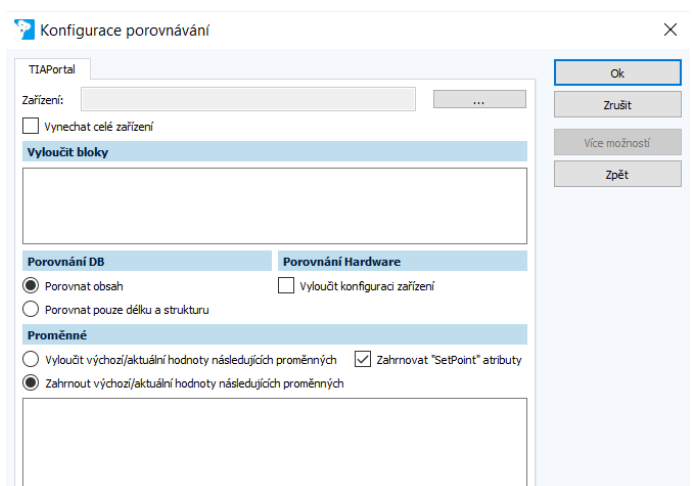 Konfigurace porovnávání
TIAPortal
Zařízení:
...
Vynechat celé zařízení
Vyloučit bloky
Porovnání DB
Porovnání Hardware
Porovnat obsah
Vyloučit konfiguraci zařízení
Porovnat pouze délku a strukturu
Proměnné
Vyloučit výchozí/aktuální hodnoty následujících proměnných
Zahrnovat "SetPoint" atributy
Zahrnout výchozí/aktuální hodnoty následujících proměnných
Ok
Zrušit
Více možností
Zpět